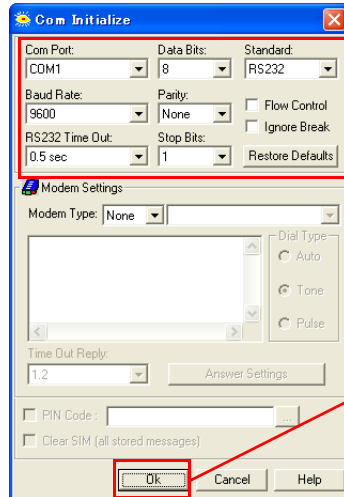 Com Initialize
Com Port: Data Bits: Standard:
COM1 8 RS232
Baud Rate: Parity:
9600 None Flow Control
Ignore Break
RS232 Time Out: Stop Bits:
0.5 sec 1 Restore Defaults
Modem Settings
Modem Type: None
Dial Type
Auto
Tone
Pulse
Time Out Reply:
1.2 Answer Settings
PIN Code : ...
Clear SIM (all stored messages)
Ok Cancel Help